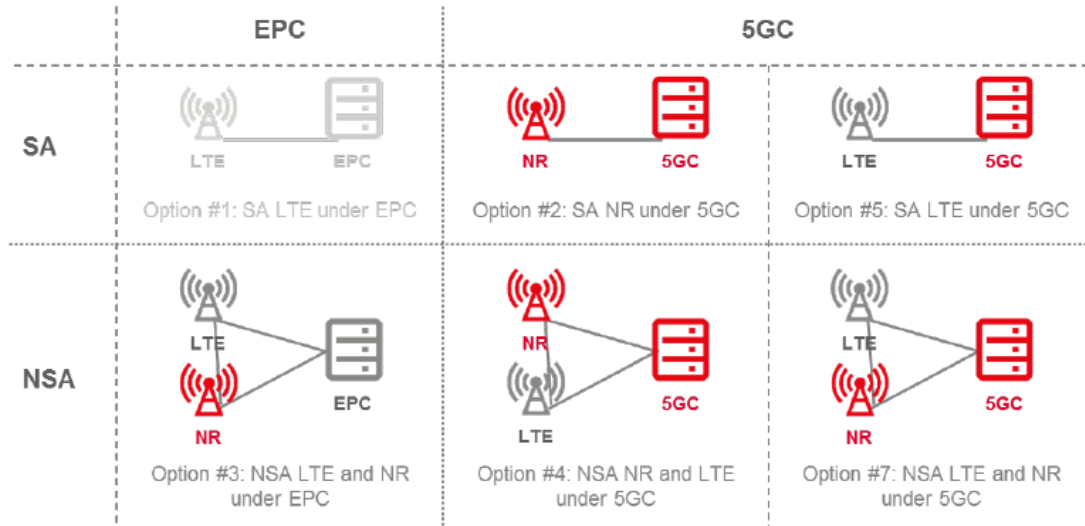 EPC
5GC
SA
LTE
EPC
NR
5GC
LTE
5GC
Option #1: SA LTE under EPC
Option #2: SA NR under 5GC
Option #5: SA LTE under 5GC
NSA
LTE
NR
EPC
Option #3: NSA LTE and NR
under EPC
NR
LTE
5GC
Option #4: NSA NR and LTE
under 5GC
LTE
NR
5GC
Option #7: NSA LTE and NR
under 5GC